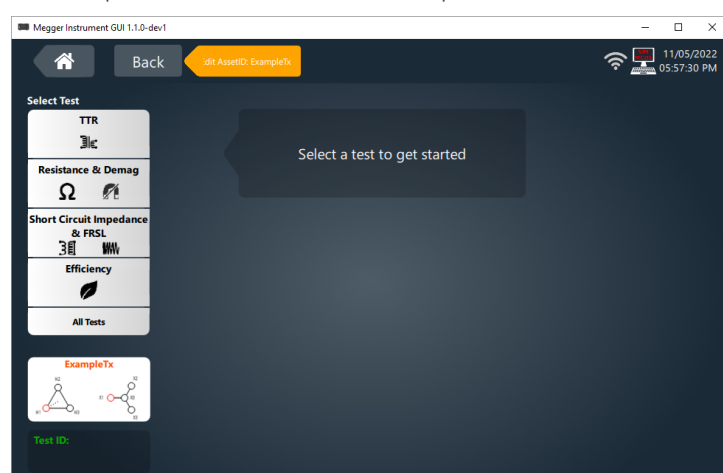 Megger Instrument GUI 1.1.0-dev1
Back
dit AssetID: ExampleTx
11/05/2022
05:57:30 PM
Select Test
TTR
Select a test to get started
Resistance & Demag
Ω
Short Circuit Impedance
& FRSL
Efficiency
All Tests
ExampleTx
H2
H1
H3
X2
X1
X0
X3
Test ID: